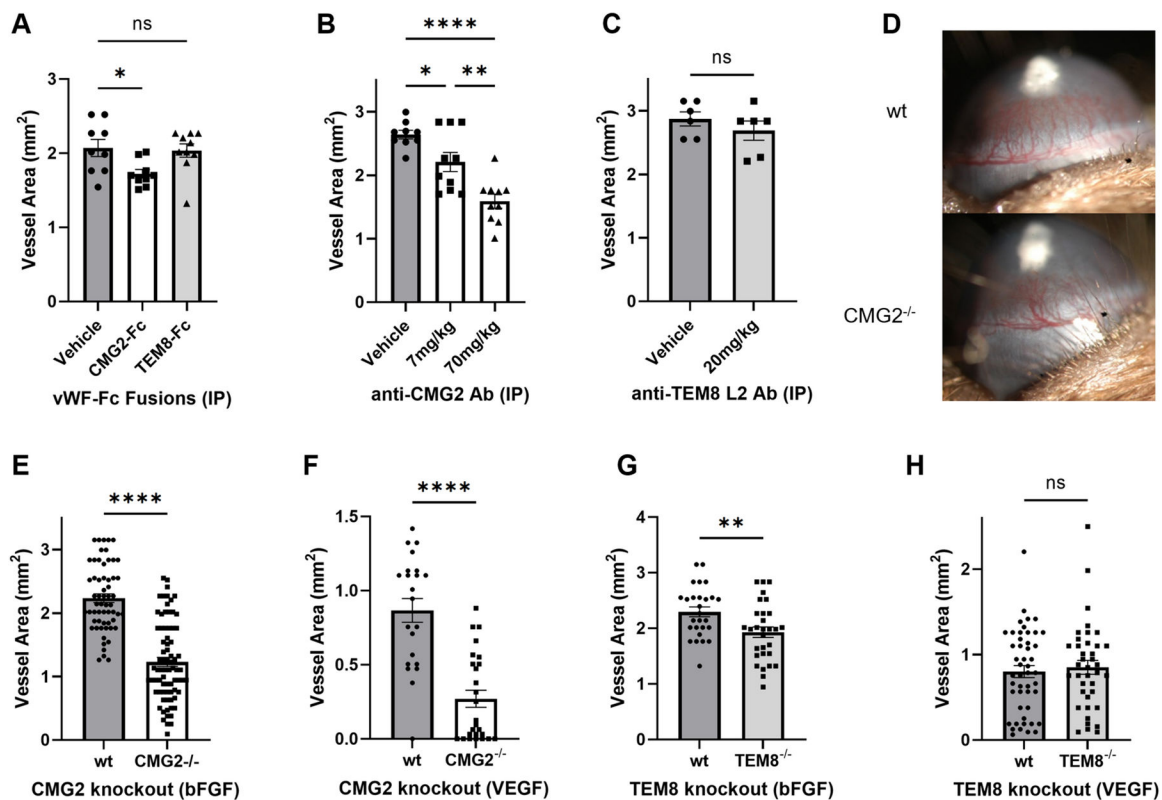 A
ns
*
Vessel Area (mm²)
3
2
1
0
Vehicle
CMG2-Fc
TEM8-Fc
vWF-Fc Fusions (IP)
B
****
*
**
Vessel Area (mm²)
3
2
1
0
Vehicle
7mg/kg
70mg/kg
anti-CMG2 Ab (IP)
C
ns
Vessel Area (mm²)
3
2
1
0
Vehicle
20mg/kg
anti-TEM8 L2 Ab (IP)
D
wt
CMG2⁻/⁻
E
****
Vessel Area (mm²)
3
2
1
0
wt
CMG2-/-
CMG2 knockout (bFGF)
F
****
Vessel Area (mm²)
1.5
1.0
0.5
0.0
wt
CMG2⁻/⁻
CMG2 knockout (VEGF)
G
**
Vessel Area (mm²)
4
3
2
1
0
wt
TEM8⁻/⁻
TEM8 knockout (bFGF)
H
ns
Vessel Area (mm²)
2
1
0
wt
TEM8⁻/⁻
TEM8 knockout (VEGF)